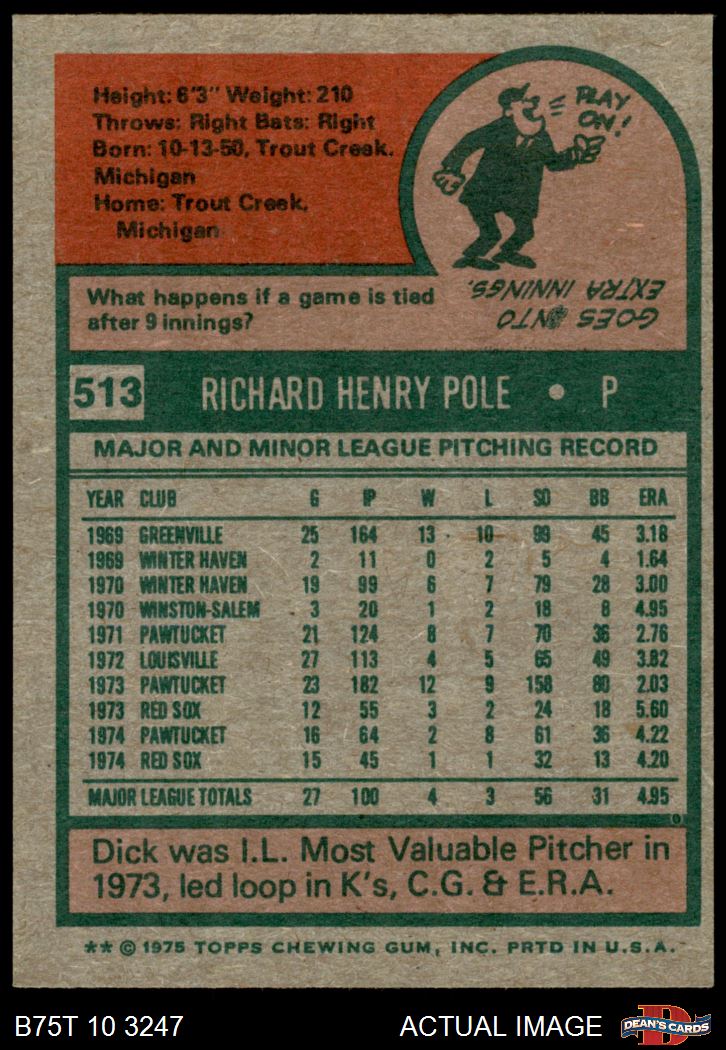 Height: 6'3" Weight: 210
Throws: Right Bats: Right
Born: 10-13-50, Trout Creek,
Michigan
Home: Trout Creek,
Michigan
PLAY
ON!
What happens if a game is tied
after 9 innings?
GOES INTO
EXTRA INNINGS.
513 RICHARD HENRY POLE • P
MAJOR AND MINOR LEAGUE PITCHING RECORD
YEAR CLUB G IP W L SO BB ERA
1969 GREENVILLE 25 164 13 10 99 45 3.18
1969 WINTER HAVEN 2 11 0 2 5 4 1.64
1970 WINTER HAVEN 19 99 6 7 79 28 3.00
1970 WINSTON-SALEM 3 20 1 2 18 8 4.95
1971 PAWTUCKET 21 124 8 7 70 36 2.76
1972 LOUISVILLE 27 113 4 5 65 49 3.82
1973 PAWTUCKET 23 182 12 9 158 80 2.03
1973 RED SOX 12 55 3 2 24 18 5.60
1974 PAWTUCKET 16 64 2 8 61 36 4.22
1974 RED SOX 15 45 1 1 32 13 4.20
MAJOR LEAGUE TOTALS 27 100 4 3 56 31 4.95
Dick was I.L. Most Valuable Pitcher in
1973, led loop in K's, C.G. & E.R.A.
** © 1975 TOPPS CHEWING GUM, INC. PRTD IN U.S.A.
B75T 10 3247 ACTUAL IMAGE D DEAN'S CARDS